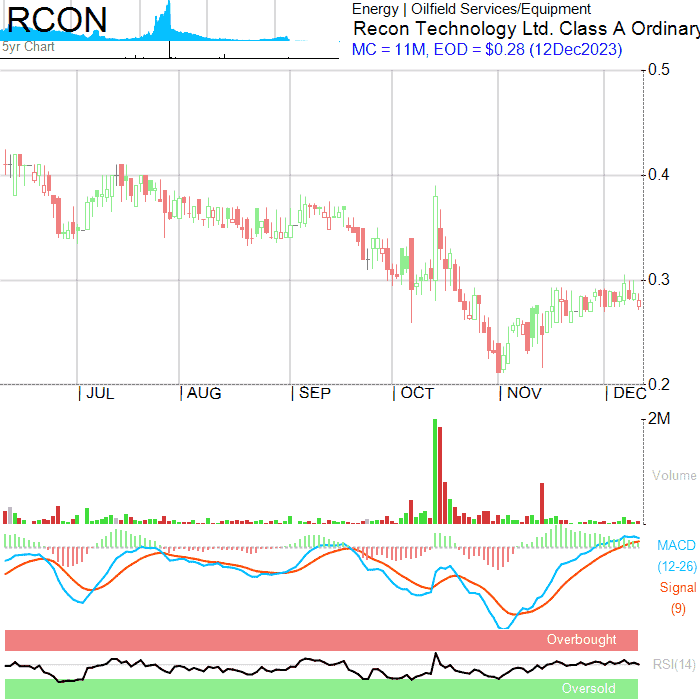 RCON
5yr Chart
Energy | Oilfield Services/Equipment
Recon Technology Ltd. Class A Ordinary
MC = 11M, EOD = $0.28 (12Dec2023)
0.5
0.4
0.3
0.2
JUL AUG SEP OCT NOV DEC
2M
Volume
MACD
(12-26)
Signal
(9)
Overbought
RSI(14)
Oversold